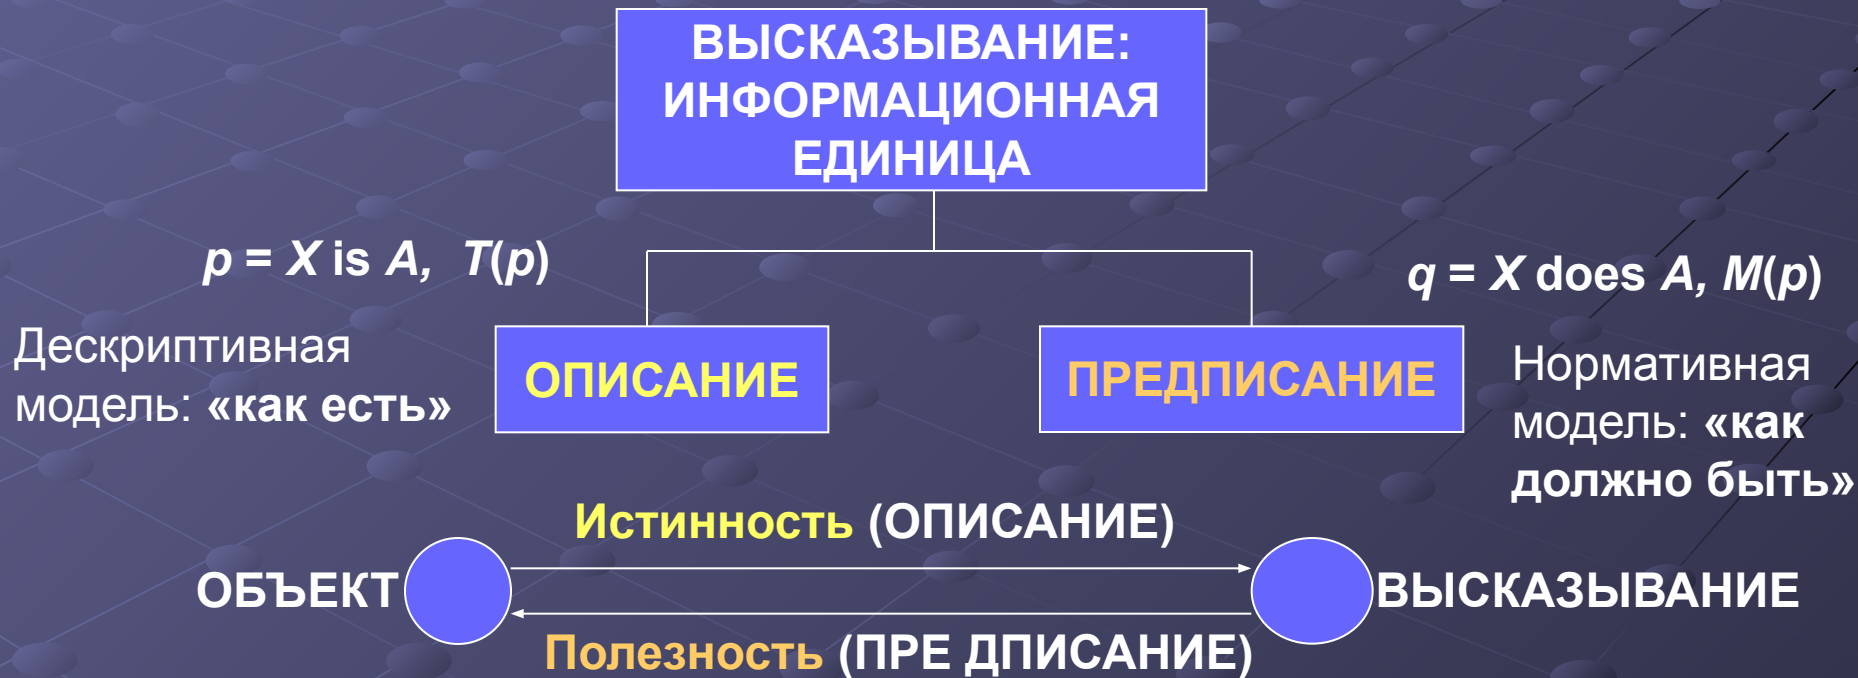 ВЫСКАЗЫВАНИЕ:
ИНФОРМАЦИОННАЯ
ЕДИНИЦА
p = X is A, T(p)
q = X does A, M(p)
Дескриптивная
модель: «как есть»
ОПИСАНИЕ
ПРЕДПИСАНИЕ
Нормативная
модель: «как
должно быть»
Истинность (ОПИСАНИЕ)
ОБЪЕКТ
ВЫСКАЗЫВАНИЕ
Полезность (ПРЕ ДПИСАНИЕ)